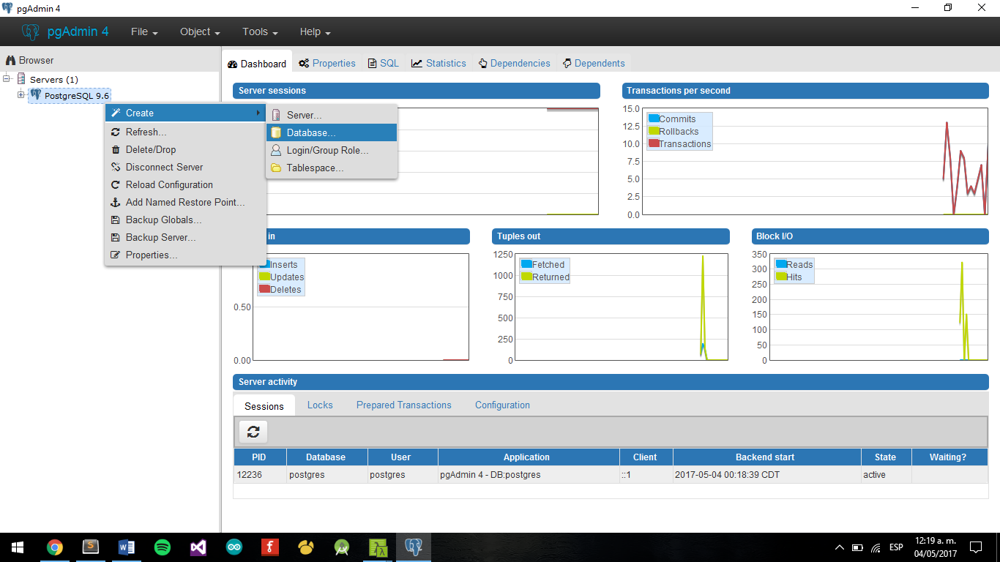 pgAdmin 4
pgAdmin 4 File Object Tools Help
Browser
Servers (1)
PostgreSQL 9.6
Create
Refresh...
Delete/Drop
Disconnect Server
Reload Configuration
Add Named Restore Point...
Backup Globals...
Backup Server...
Properties...
Server...
Database...
Login/Group Role...
Tablespace...
Dashboard Properties SQL Statistics Dependencies Dependents
Server sessions
Transactions per second
15.0
12.5
10.0
7.5
5.0
2.5
0.0
Commits
Rollbacks
Transactions
in
0.50
0.00
Inserts
Updates
Deletes
Tuples out
1250
1000
750
500
250
0
Fetched
Returned
Block I/O
350
300
250
200
150
100
50
0
Reads
Hits
Server activity
Sessions Locks Prepared Transactions Configuration
PID Database User Application Client Backend start State Waiting?
12236 postgres postgres pgAdmin 4 - DB:postgres ::1 2017-05-04 00:18:39 CDT active
ESP
12:19 a. m.
04/05/2017